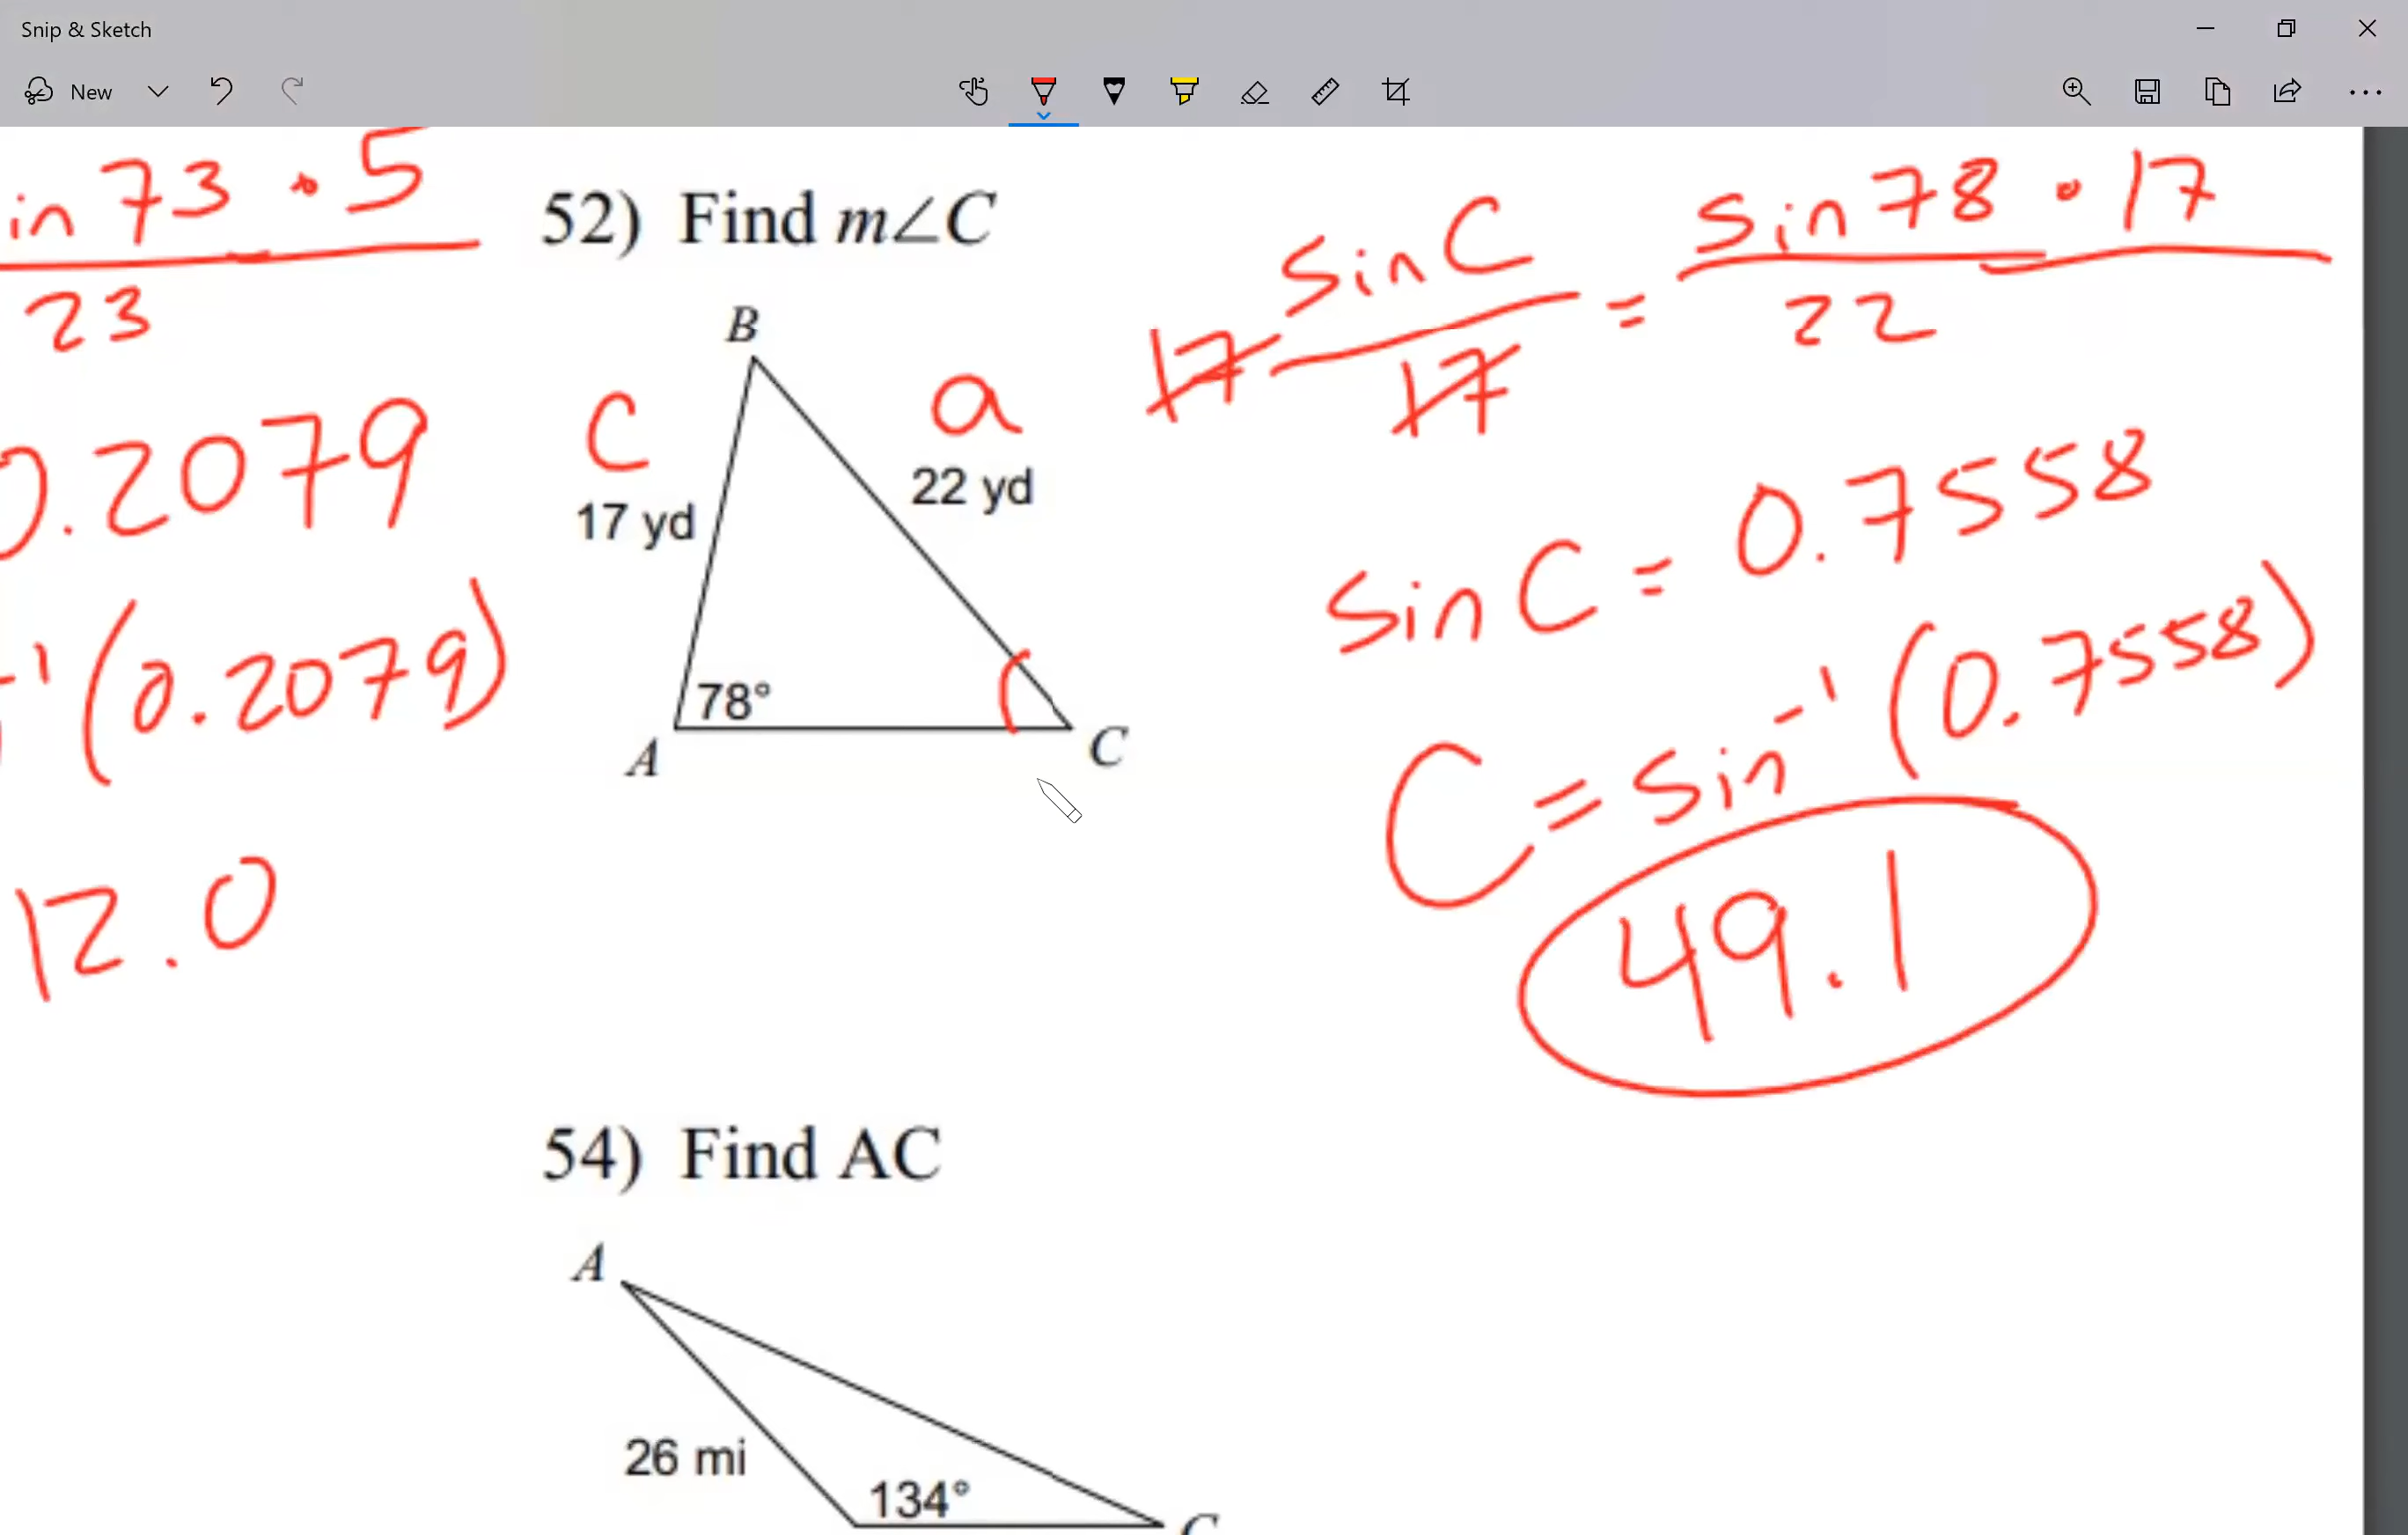 Snip & Sketch
New
in 73 • 5
23
0.2079
-1 (0.2079)
12.0
52) Find m∠C
B
c
17 yd
a
22 yd
78°
A
C
17 sin C = sin 78 • 17
17
22
sin C = 0.7558
C = sin -1 (0.7558)
49.1
54) Find AC
A
26 mi
134°
C